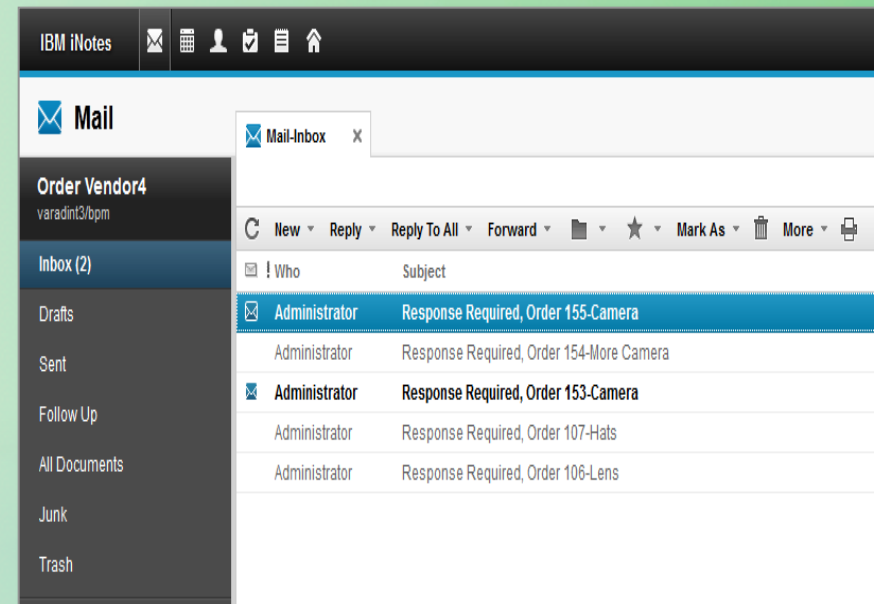 IBM iNotes
Mail
Mail-Inbox
Order Vendor4
varadint3/bpm
New Reply Reply To All Forward Mark As More
Inbox (2)
! Who Subject
Drafts
Sent
Follow Up
All Documents
Junk
Trash
Administrator Response Required, Order 155-Camera
Administrator Response Required, Order 154-More Camera
Administrator Response Required, Order 153-Camera
Administrator Response Required, Order 107-Hats
Administrator Response Required, Order 106-Lens